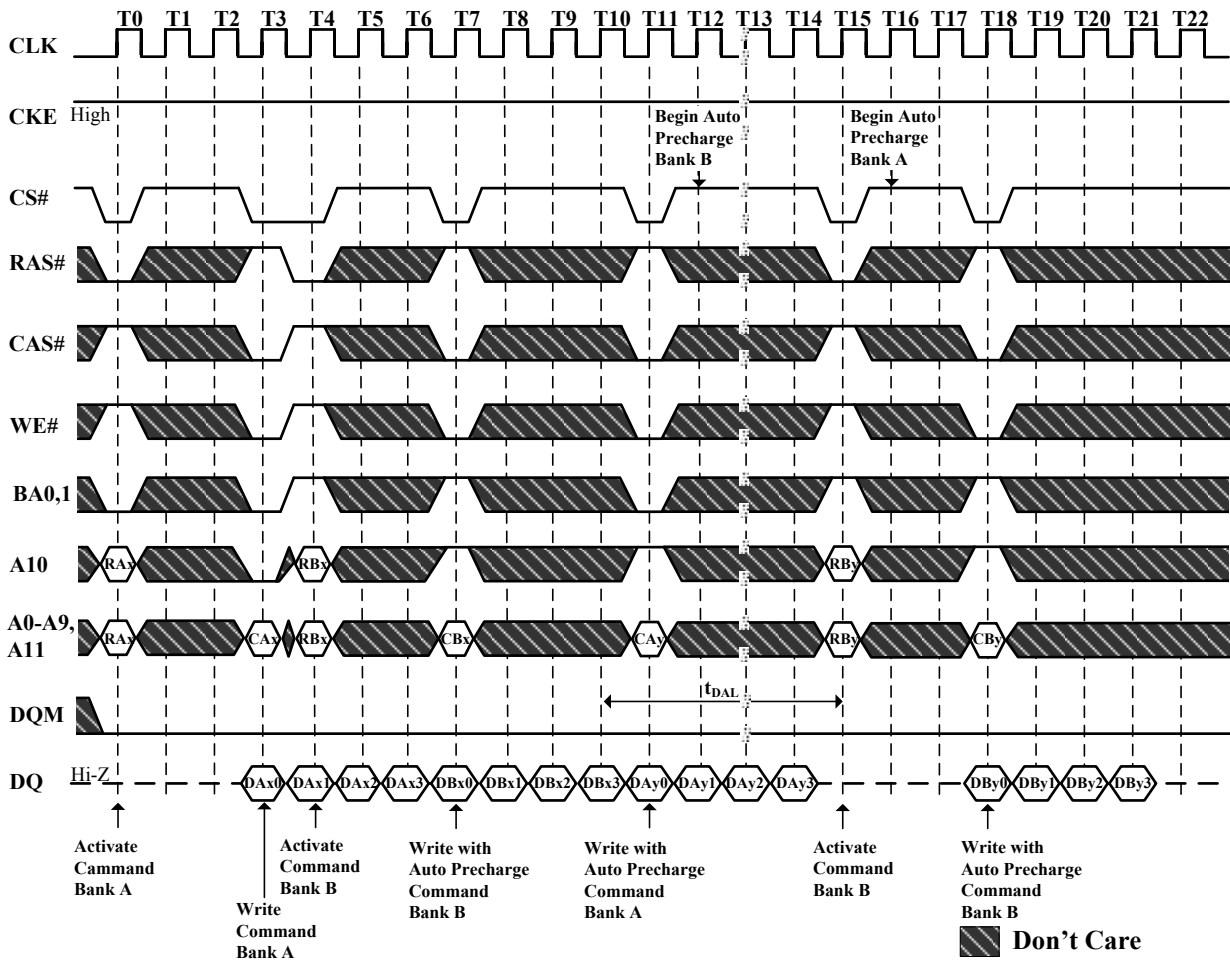 T0 T1 T2 T3 T4 T5 T6 T7 T8 T9 T10 T11 T12 T13 T14 T15 T16 T17 T18 T19 T20 T21 T22
CLK
CKE High
Begin Auto
Precharge
Bank B
Begin Auto
Precharge
Bank A
CS#
RAS#
CAS#
WE#
BA0,1
A10 RAx RBx RBy
A0-A9,
A11 RAx CAx RBx CBx CAy RBy CBy
tDAL
DQM
DQ Hi-Z DAx0 DAx1 DAx2 DAx3 DBx0 DBx1 DBx2 DBx3 DAy0 DAy1 DAy2 DAy3 DBy0 DBy1 DBy2 DBy3
Activate
Cammand
Bank A
Write
Command
Bank A
Activate
Command
Bank B
Write with
Auto Precharge
Command
Bank B
Write with
Auto Precharge
Command
Bank A
Activate
Command
Bank B
Write with
Auto Precharge
Command
Bank B
Don't Care